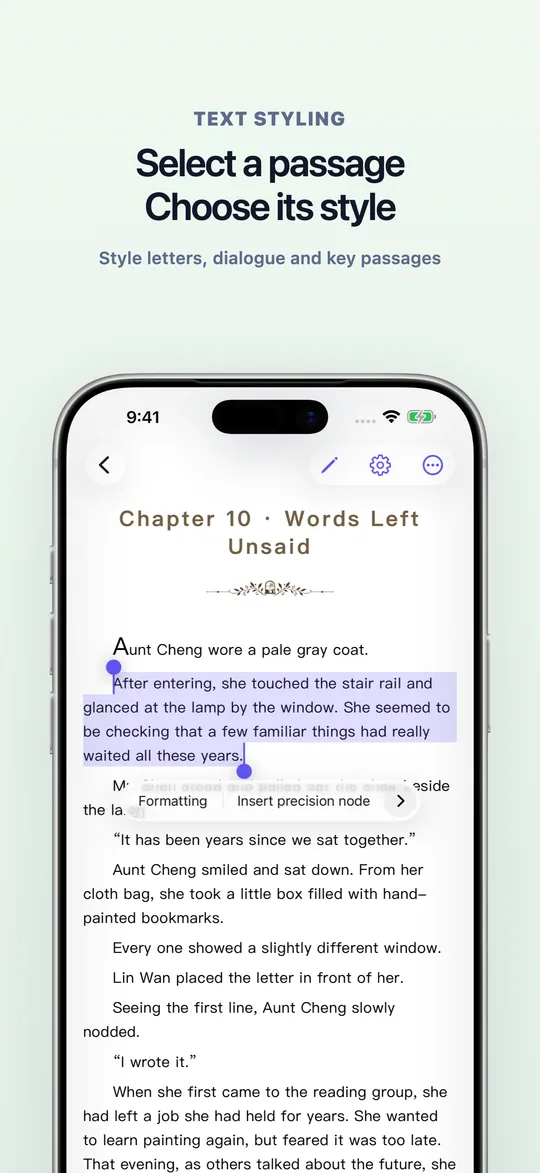 TEXT STYLING
Select a passage
Choose its style
Style letters, dialogue and key passages
9:41
Chapter 10 · Words Left
Unsaid
Aunt Cheng wore a pale gray coat.
After entering, she touched the stair rail and
glanced at the lamp by the window. She seemed to
be checking that a few familiar things had really
waited all these years.
the
Formatting
Insert precision node
“It has been years since we sat together.”
Aunt Cheng smiled and sat down. From her
cloth bag, she took a little box filled with hand–
painted bookmarks.
Every one showed a slightly different window.
Lin Wan placed the letter in front of her.
Seeing the first line, Aunt Cheng slowly
nodded.
“I wrote it.”
When she first came to the reading group, she
had left a job she had held for years. She wanted
to learn painting again, but feared it was too late.
That evening, as others talked about the future, she